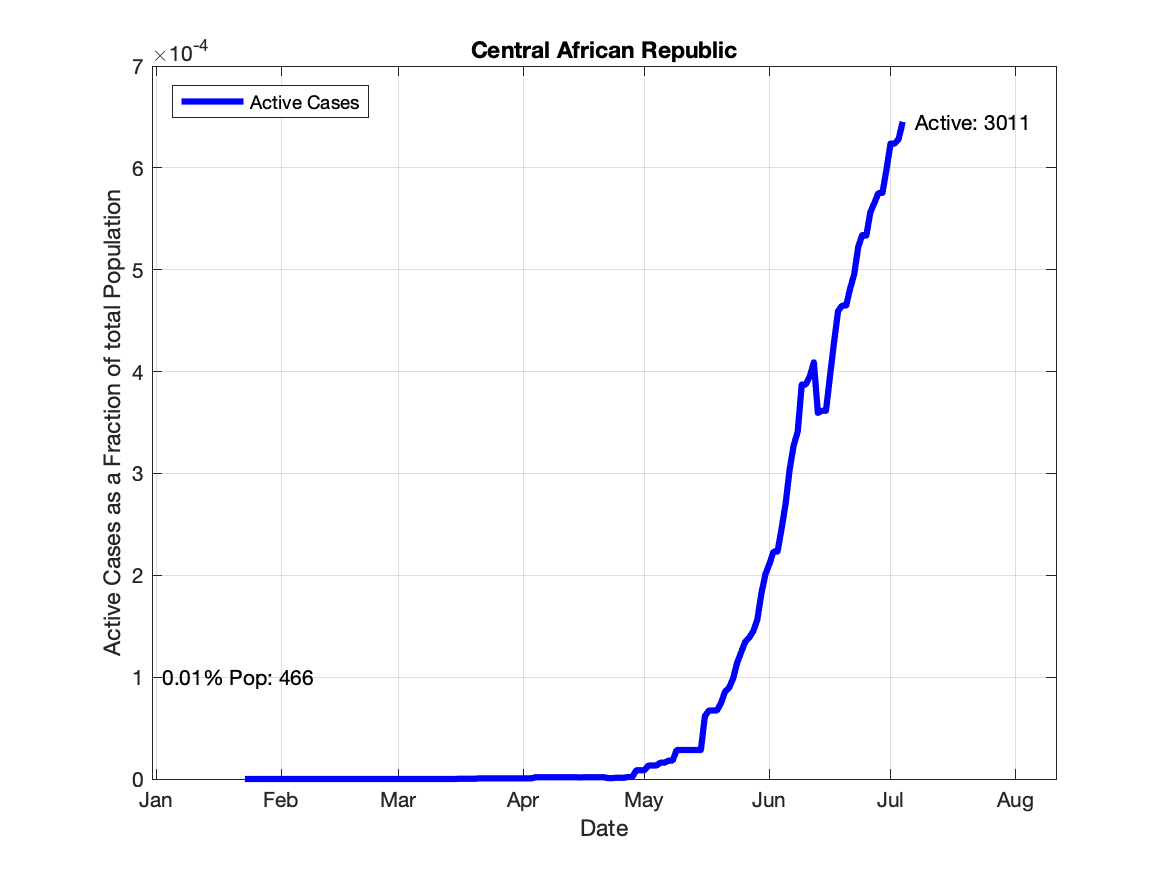 Central African Republic
×10-4
Active Cases
Active: 3011
7
6
5
4
3
2
1
0
0.01% Pop: 466
Active Cases as a Fraction of total Population
Jan Feb Mar Apr May Jun Jul Aug
Date